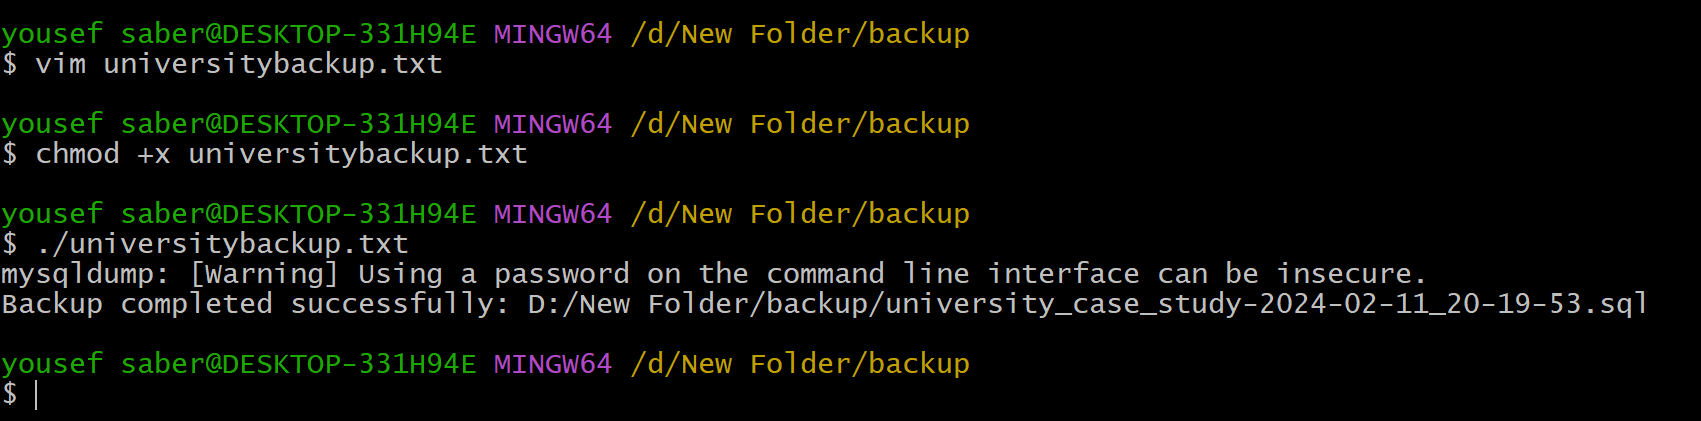 yousef saber@DESKTOP-331H94E MINGW64 /d/New Folder/backup
$ vim universitybackup.txt
yousef saber@DESKTOP-331H94E MINGW64 /d/New Folder/backup
$ chmod +x universitybackup.txt
yousef saber@DESKTOP-331H94E MINGW64 /d/New Folder/backup
$ ./universitybackup.txt
mysqldump: [Warning] Using a password on the command line interface can be insecure.
Backup completed successfully: D:/New Folder/backup/university_case_study-2024-02-11_20-19-53.sql
yousef saber@DESKTOP-331H94E MINGW64 /d/New Folder/backup
$